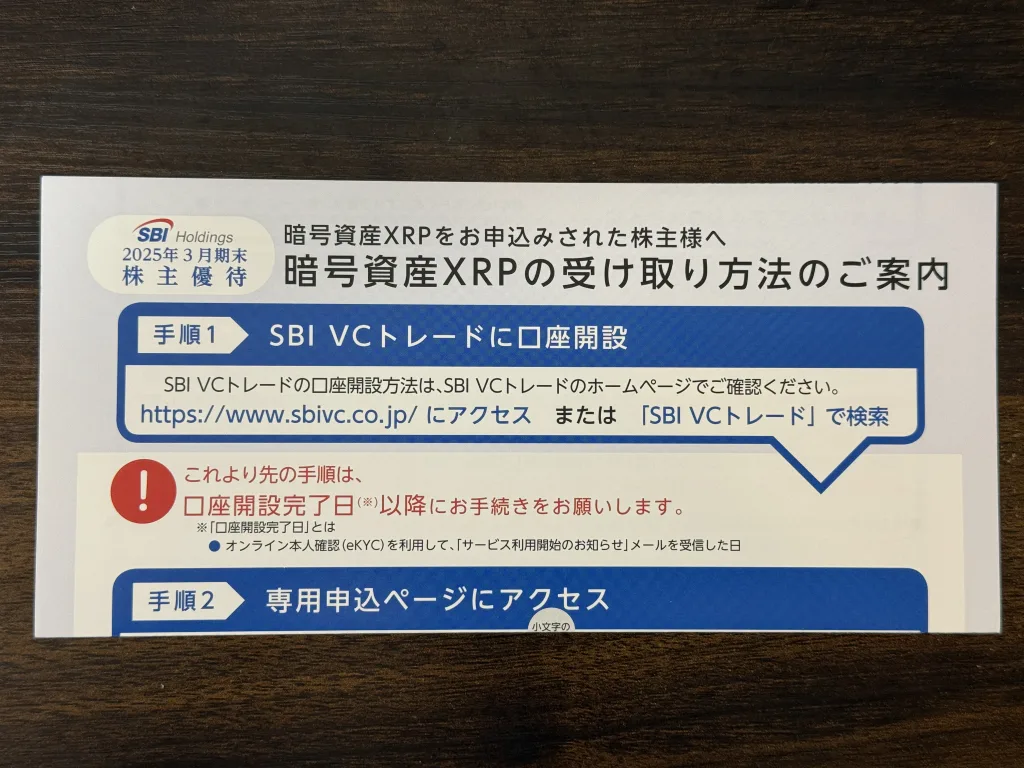 SBI Holdings
2025年3月期末
株主優待
暗号資産XRPをお申込みされた株主様へ
暗号資産XRPの受け取り方法のご案内
手順1 SBI VCトレードに口座開設
SBI VCトレードの口座開設方法は、SBI VCトレードのホームページでご確認ください。
https://www.sbivc.co.jp/ にアクセス または 「SBI VCトレード」で検索
!
これより先の手順は、
口座開設完了日(※)以降にお手続きをお願いします。
※「口座開設完了日」とは
● オンライン本人確認(eKYC)を利用して、「サービス利用開始のお知らせ」メールを受信した日
手順2 専用申込ページにアクセス
小文字の